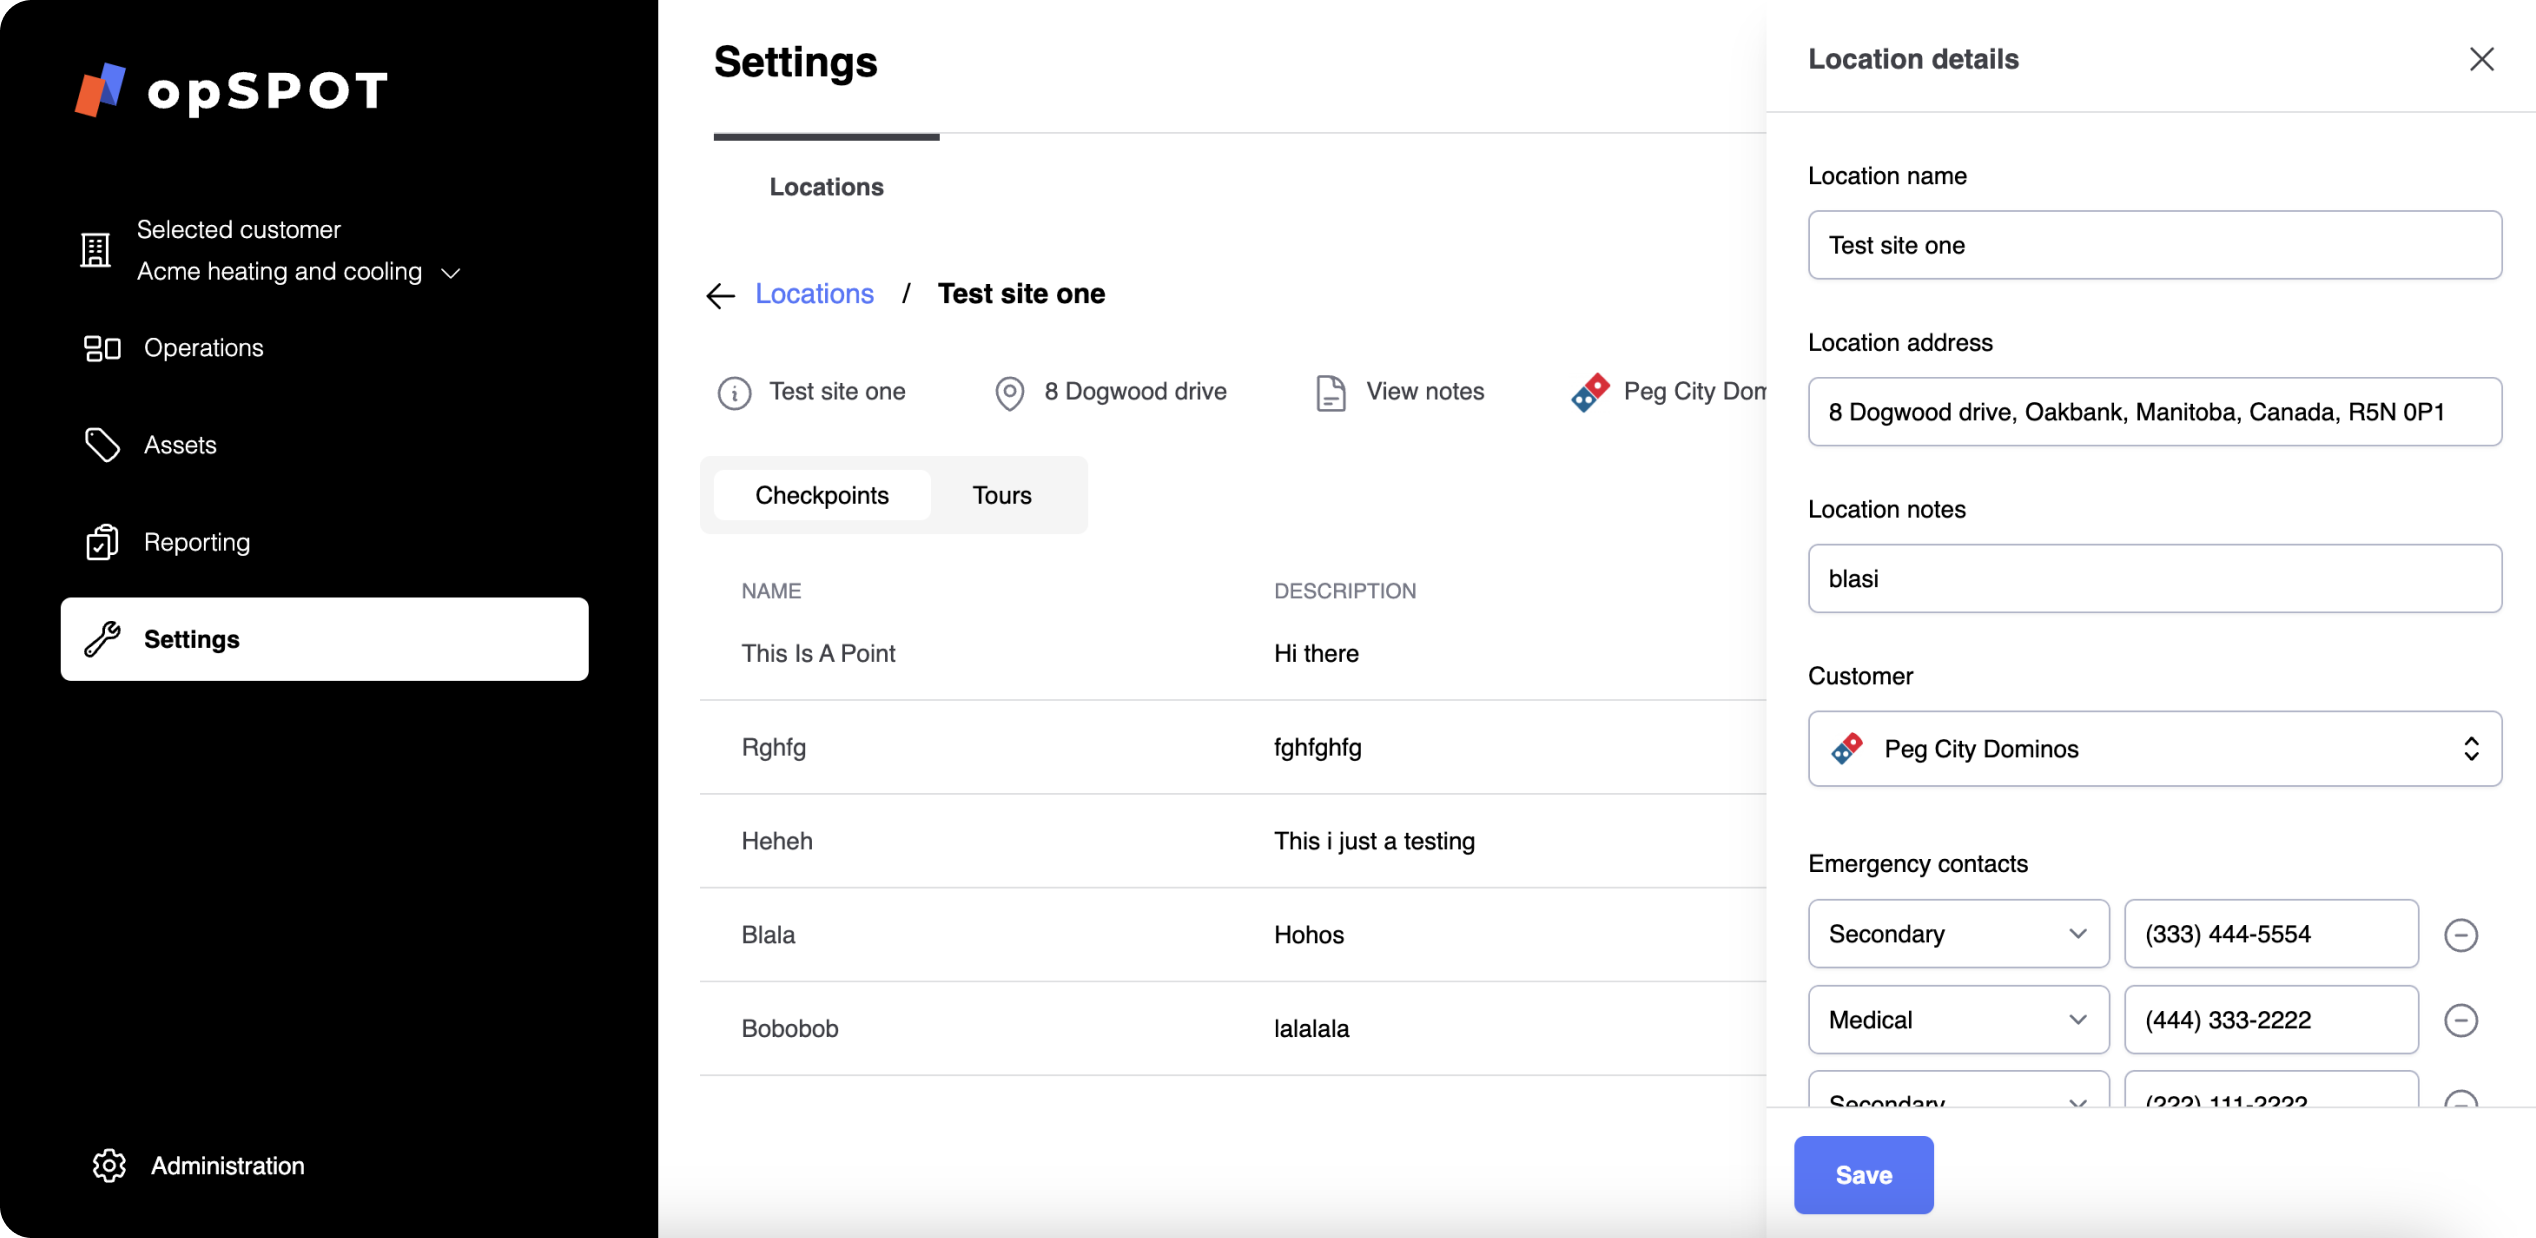 opSPOT
Selected customer
Acme heating and cooling
Operations
Assets
Reporting
Settings
Administration
Settings
Locations
Locations / Test site one
Test site one
8 Dogwood drive
View notes
Peg City Dom
Checkpoints
Tours
NAME DESCRIPTION
This Is A Point Hi there
Rghfg fghfghfg
Heheh This i just a testing
Blala Hohos
Bobobob lalalala
Location details
Location name
Test site one
Location address
8 Dogwood drive, Oakbank, Manitoba, Canada, R5N 0P1
Location notes
blasi
Customer
Peg City Dominos
Emergency contacts
Secondary (333) 444-5554
Medical (444) 333-2222
Secondary (222) 111-2222
Save